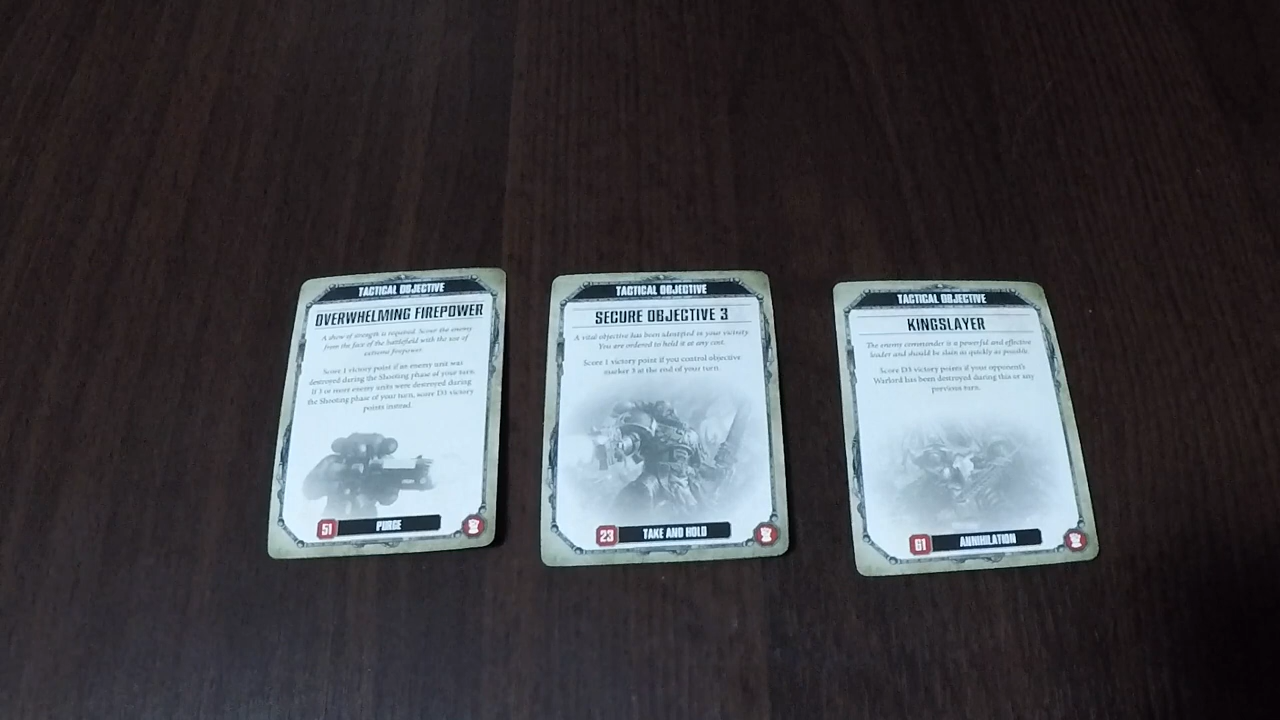 TACTICAL OBJECTIVE
OVERWHELMING FIREPOWER
A show of strength is required. Scour the enemy
from the face of the battlefield with the use of
extreme firepower.
Score 1 victory point if an enemy unit was
destroyed during the Shooting phase of your turn.
If 3 or more enemy units were destroyed during
the Shooting phase of your turn, score D3 victory
points instead.
51
PURGE
TACTICAL OBJECTIVE
SECURE OBJECTIVE 3
A vital objective has been identified in your vicinity.
You are ordered to hold it at any cost.
Score 1 victory point if you control objective
marker 3 at the end of your turn.
23
TAKE AND HOLD
TACTICAL OBJECTIVE
KINGSLAYER
The enemy commander is a powerful and effective
leader and should be slain as quickly as possible.
Score D3 victory points if your opponent's
Warlord has been destroyed during this or any
previous turn.
61
ANNIHILATION